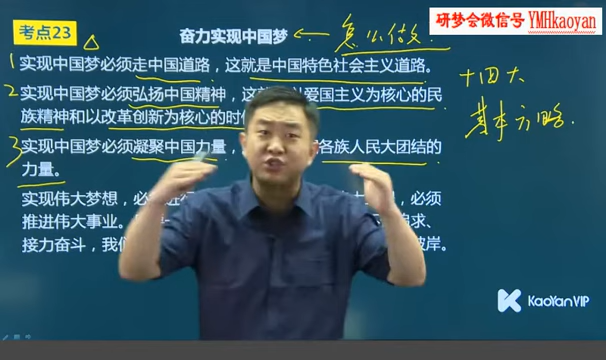 考点23
奋力实现中国梦
怎么做
研梦会微信号
YMHkaoyan
1 实现中国梦必须走中国道路，这就是中国特色社会主义道路。
十四大
基本方略
2 实现中国梦必须弘扬中国精神，这 以爱国主义为核心的民
族精神和以改革创新为核心的时
3 实现中国梦必须凝聚中国力量， 各族人民大团结的
力量。
实现伟大梦想，必 必须
推进伟大事业。 追求、
接力奋斗，我们 彼岸。
KaoYanVIP